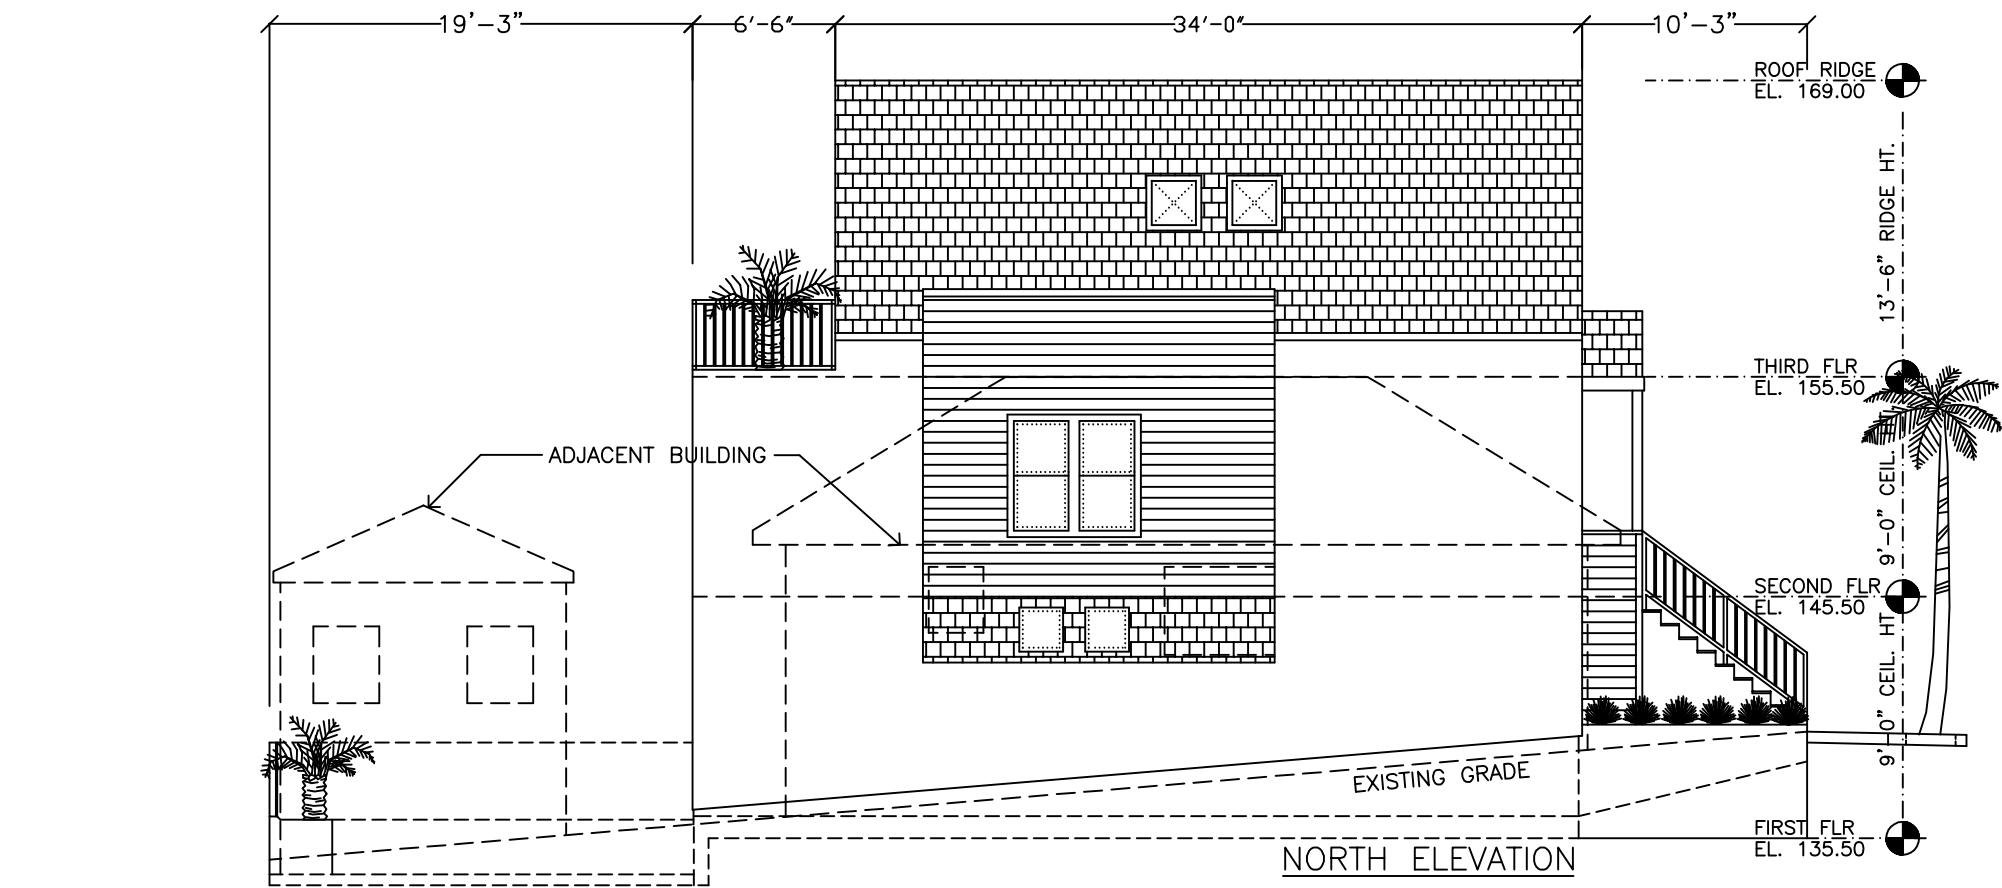 19'-3"
6'-6"
34'-0"
10'-3"
ROOF RIDGE
EL. 169.00
13'-6" RIDGE HT.
THIRD FLR
EL. 155.50
ADJACENT BUILDING
9'-0" CEIL. HT.
SECOND FLR
EL. 145.50
9'-0" CEIL. HT.
EXISTING GRADE
FIRST FLR
EL. 135.50
NORTH ELEVATION